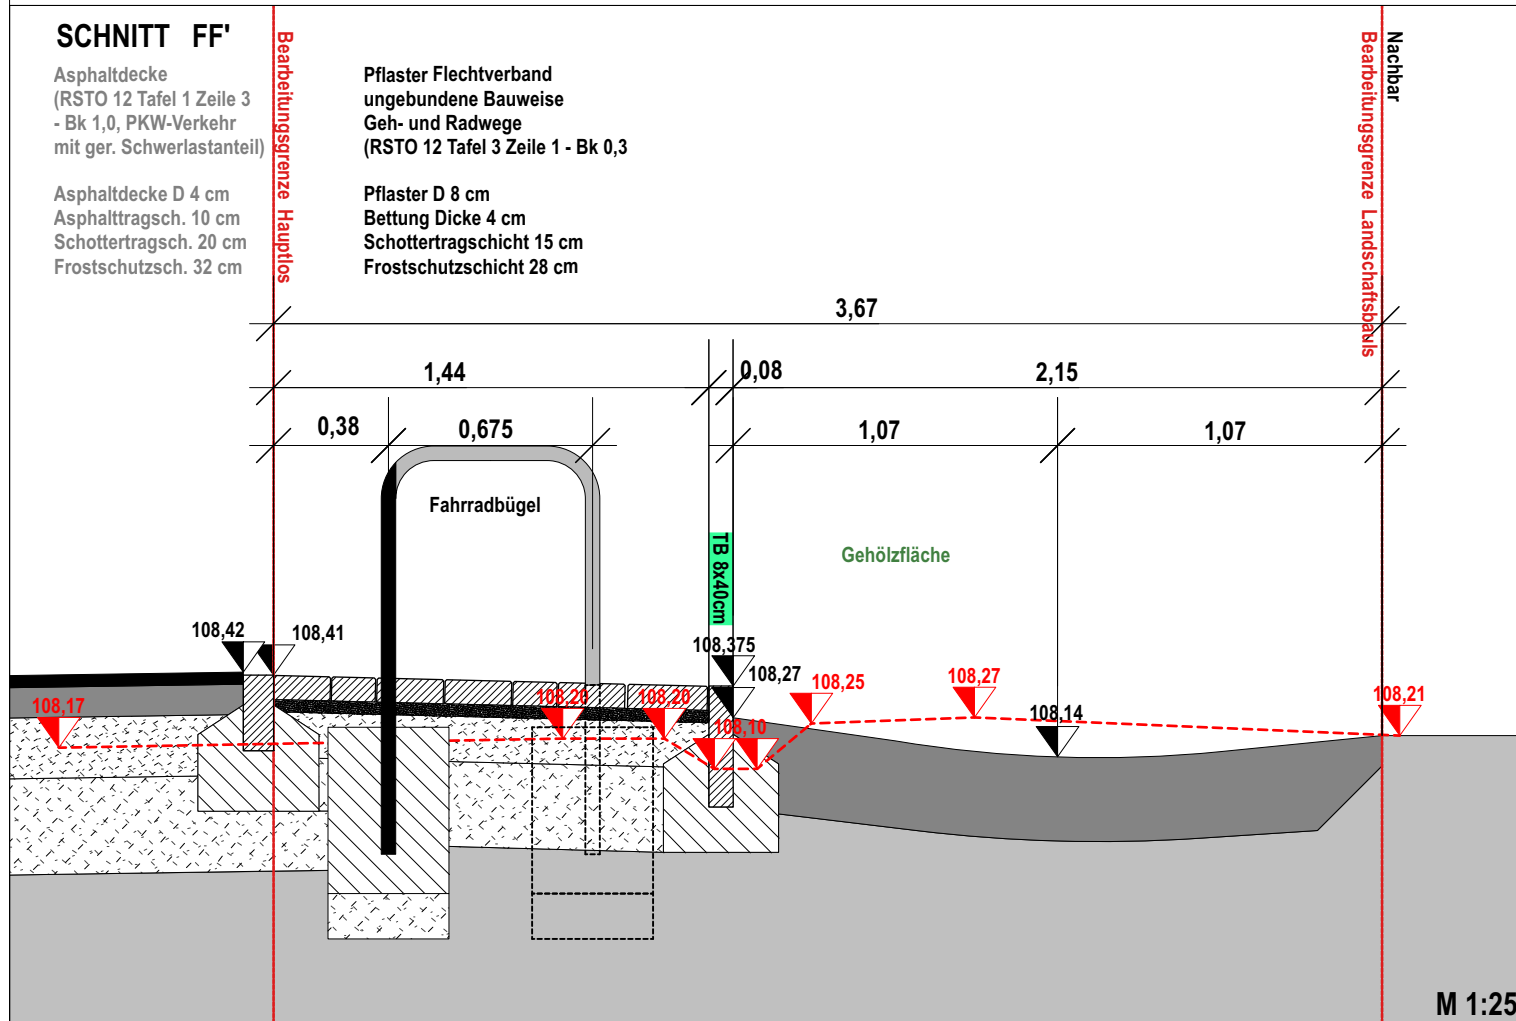 SCHNITT FF'
Asphaltdecke
(RSTO 12 Tafel 1 Zeile 3
- Bk 1,0, PKW-Verkehr
mit ger. Schwerlastanteil)
Asphaltdecke D 4 cm
Asphalttragsch. 10 cm
Schottertragsch. 20 cm
Frostschutzsch. 32 cm
Bearbeitungsgrenze Hauptlos
Pflaster Flechtverband
ungebundene Bauweise
Geh- und Radwege
(RSTO 12 Tafel 3 Zeile 1 - Bk 0,3
Pflaster D 8 cm
Bettung Dicke 4 cm
Schottertragschicht 15 cm
Frostschutzschicht 28 cm
Bearbeitungsgrenze Landschaftsbauls
Nachbar
3,67
1,44
0,08
2,15
0,38
0,675
1,07
1,07
Fahrradbügel
TB 8x40cm
Gehölzfläche
108,42
108,41
108,375
108,27
108,25
108,27
108,21
108,17
108,20
108,20
108,10
108,14
M 1:25